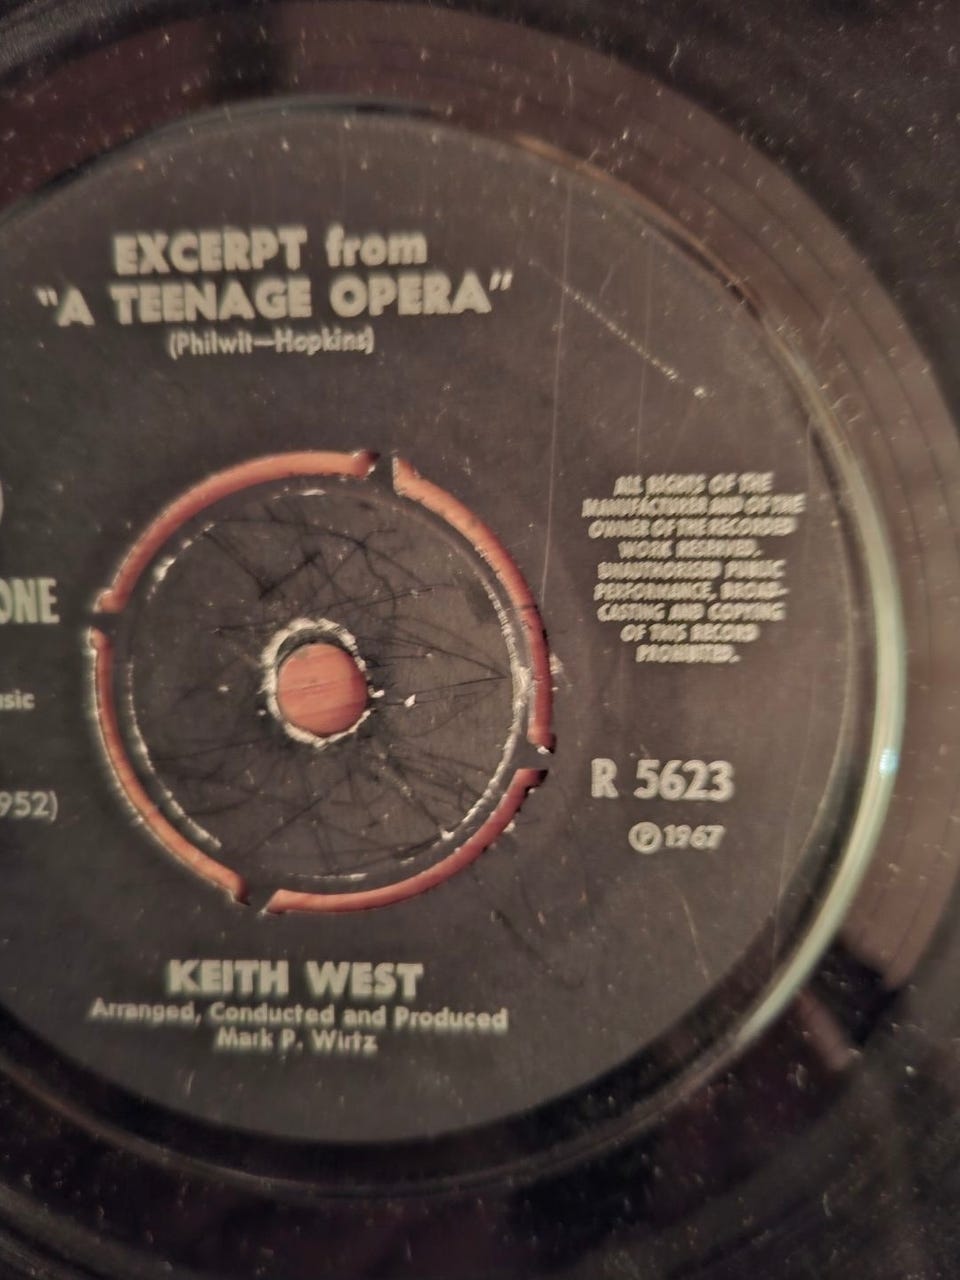 EXCERPT from
"A TEENAGE OPERA"
(Philwit—Hopkins)
ALL RIGHTS OF THE
MANUFACTURER AND OF THE
OWNER OF THE RECORDED
WORK RESERVED.
UNAUTHORISED PUBLIC
PERFORMANCE, BROAD-
CASTING AND COPYING
OF THIS RECORD
PROHIBITED.
ONE
usic
952)
R 5623
Ⓟ 1967
KEITH WEST
Arranged, Conducted and Produced
Mark P. Wirtz